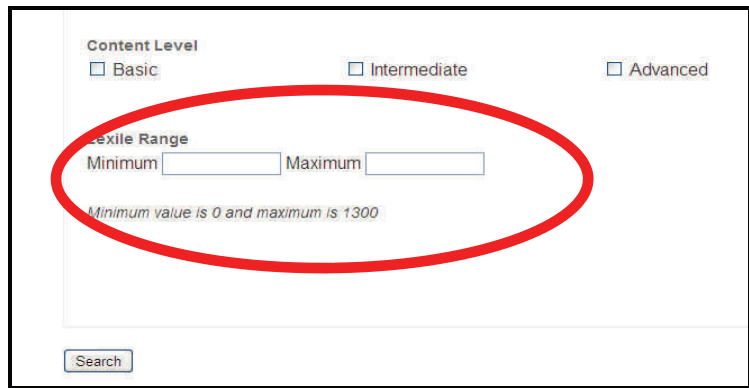 Content Level
Basic Intermediate Advanced
Lexile Range
Minimum Maximum
Minimum value is 0 and maximum is 1300
Search